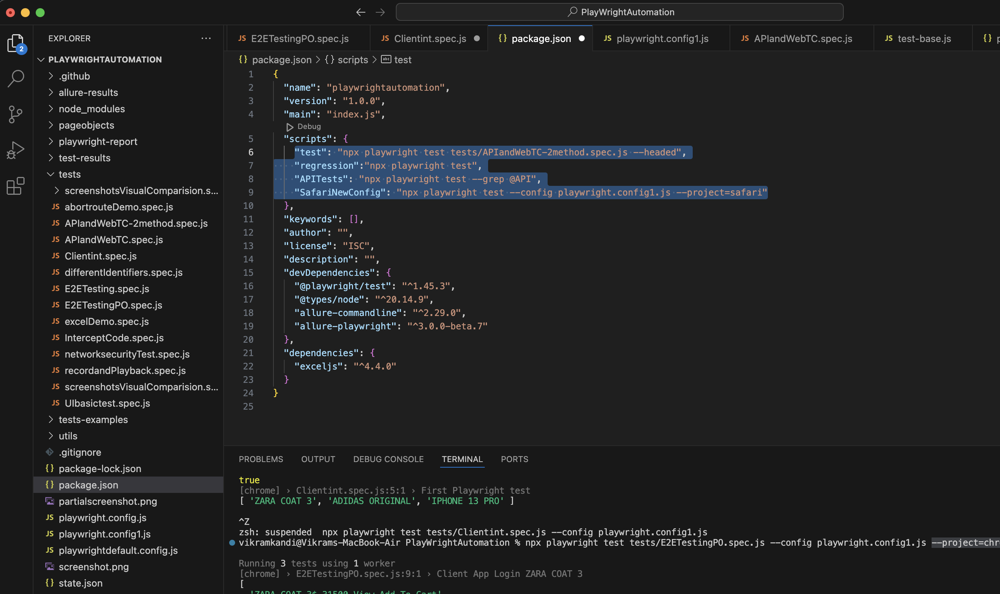 PlayWrightAutomation
EXPLORER
E2ETestingPO.spec.js
Clientint.spec.js
package.json
playwright.config1.js
APIandWebTC.spec.js
test-base.js
2
PLAYWRIGHTAUTOMATION
.github
allure-results
node_modules
pageobjects
playwright-report
test-results
tests
screenshotsVisualComparision.s...
JS abortrouteDemo.spec.js
JS APIandWebTC-2method.spec.js
JS APIandWebTC.spec.js
JS Clientint.spec.js
JS differentIdentifiers.spec.js
JS E2ETesting.spec.js
JS E2ETestingPO.spec.js
JS excelDemo.spec.js
JS InterceptCode.spec.js
JS networksecurityTest.spec.js
JS recordandPlayback.spec.js
JS screenshotsVisualComparision.s...
JS UIbasictest.spec.js
tests-examples
utils
.gitignore
{} package-lock.json
{} package.json
partialscreenshot.png
JS playwright.config.js
JS playwright.config1.js
JS playwrightdefault.config.js
screenshot.png
{} state.json
{} package.json > {} scripts > abc test
1 {
2 "name": "playwrightautomation",
3 "version": "1.0.0",
4 "main": "index.js",
Debug
5 "scripts": {
6 "test": "npx playwright test tests/APIandWebTC-2method.spec.js --headed",
7 "regression":"npx playwright test",
8 "APITests": "npx playwright test --grep @API",
9 "SafariNewConfig": "npx playwright test --config playwright.config1.js --project=safari"
10 },
11 "keywords": [],
12 "author": "",
13 "license": "ISC",
14 "description": "",
15 "devDependencies": {
16 "@playwright/test": "^1.45.3",
17 "@types/node": "^20.14.9",
18 "allure-commandline": "^2.29.0",
19 "allure-playwright": "^3.0.0-beta.7"
20 },
21 "dependencies": {
22 "exceljs": "^4.4.0"
23 }
24 }
25
PROBLEMS OUTPUT DEBUG CONSOLE TERMINAL PORTS
true
[chrome] › Clientint.spec.js:5:1 › First Playwright test
[ 'ZARA COAT 3', 'ADIDAS ORIGINAL', 'IPHONE 13 PRO' ]
^Z
zsh: suspended  npx playwright test tests/Clientint.spec.js --config playwright.config1.js
vikramkandi@Vikrams-MacBook-Air PlayWrightAutomation % npx playwright test tests/E2ETestingPO.spec.js --config playwright.config1.js --project=chr
Running 3 tests using 1 worker
[chrome] › E2ETestingPO.spec.js:9:1 › Client App Login ZARA COAT 3
[
'ZARA COAT 3$ 31500 View Add To Cart'